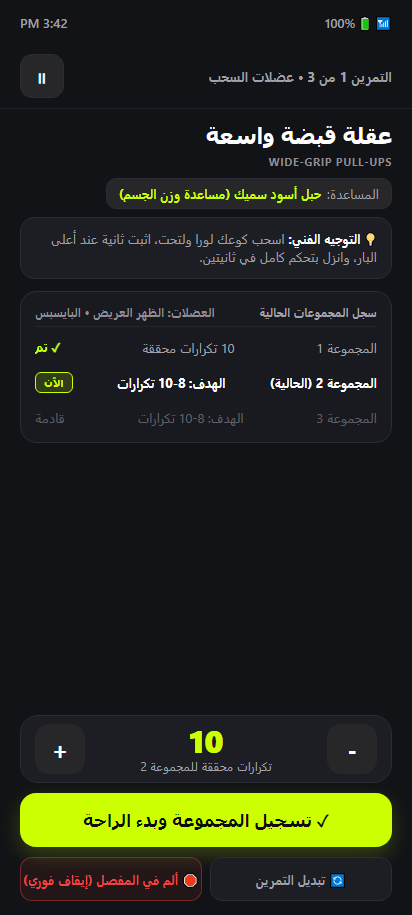 3:42 PM
100%
التمرين 1 من 3 • عضلات السحب
عقلة قبضة واسعة
WIDE-GRIP PULL-UPS
المساعدة: حبل أسود سميك (مساعدة وزن الجسم)
💡 التوجيه الفني: اسحب كوعك لورا ولتحت، اثبت ثانية عند أعلى
البار، وانزل بتحكم كامل في ثانيتين.
سجل المجموعات الحالية
العضلات: الظهر العريض • البايسبس
المجموعة 1
10 تكرارات محققة
✓ تم
المجموعة 2 (الحالية)
الهدف: 8-10 تكرارات
الآن
المجموعة 3
الهدف: 8-10 تكرارات
قادمة
-
10
تكرارات محققة للمجموعة 2
+
✓ تسجيل المجموعة وبدء الراحة
🔄 تبديل التمرين
🛑 ألم في المفصل (إيقاف فوري)